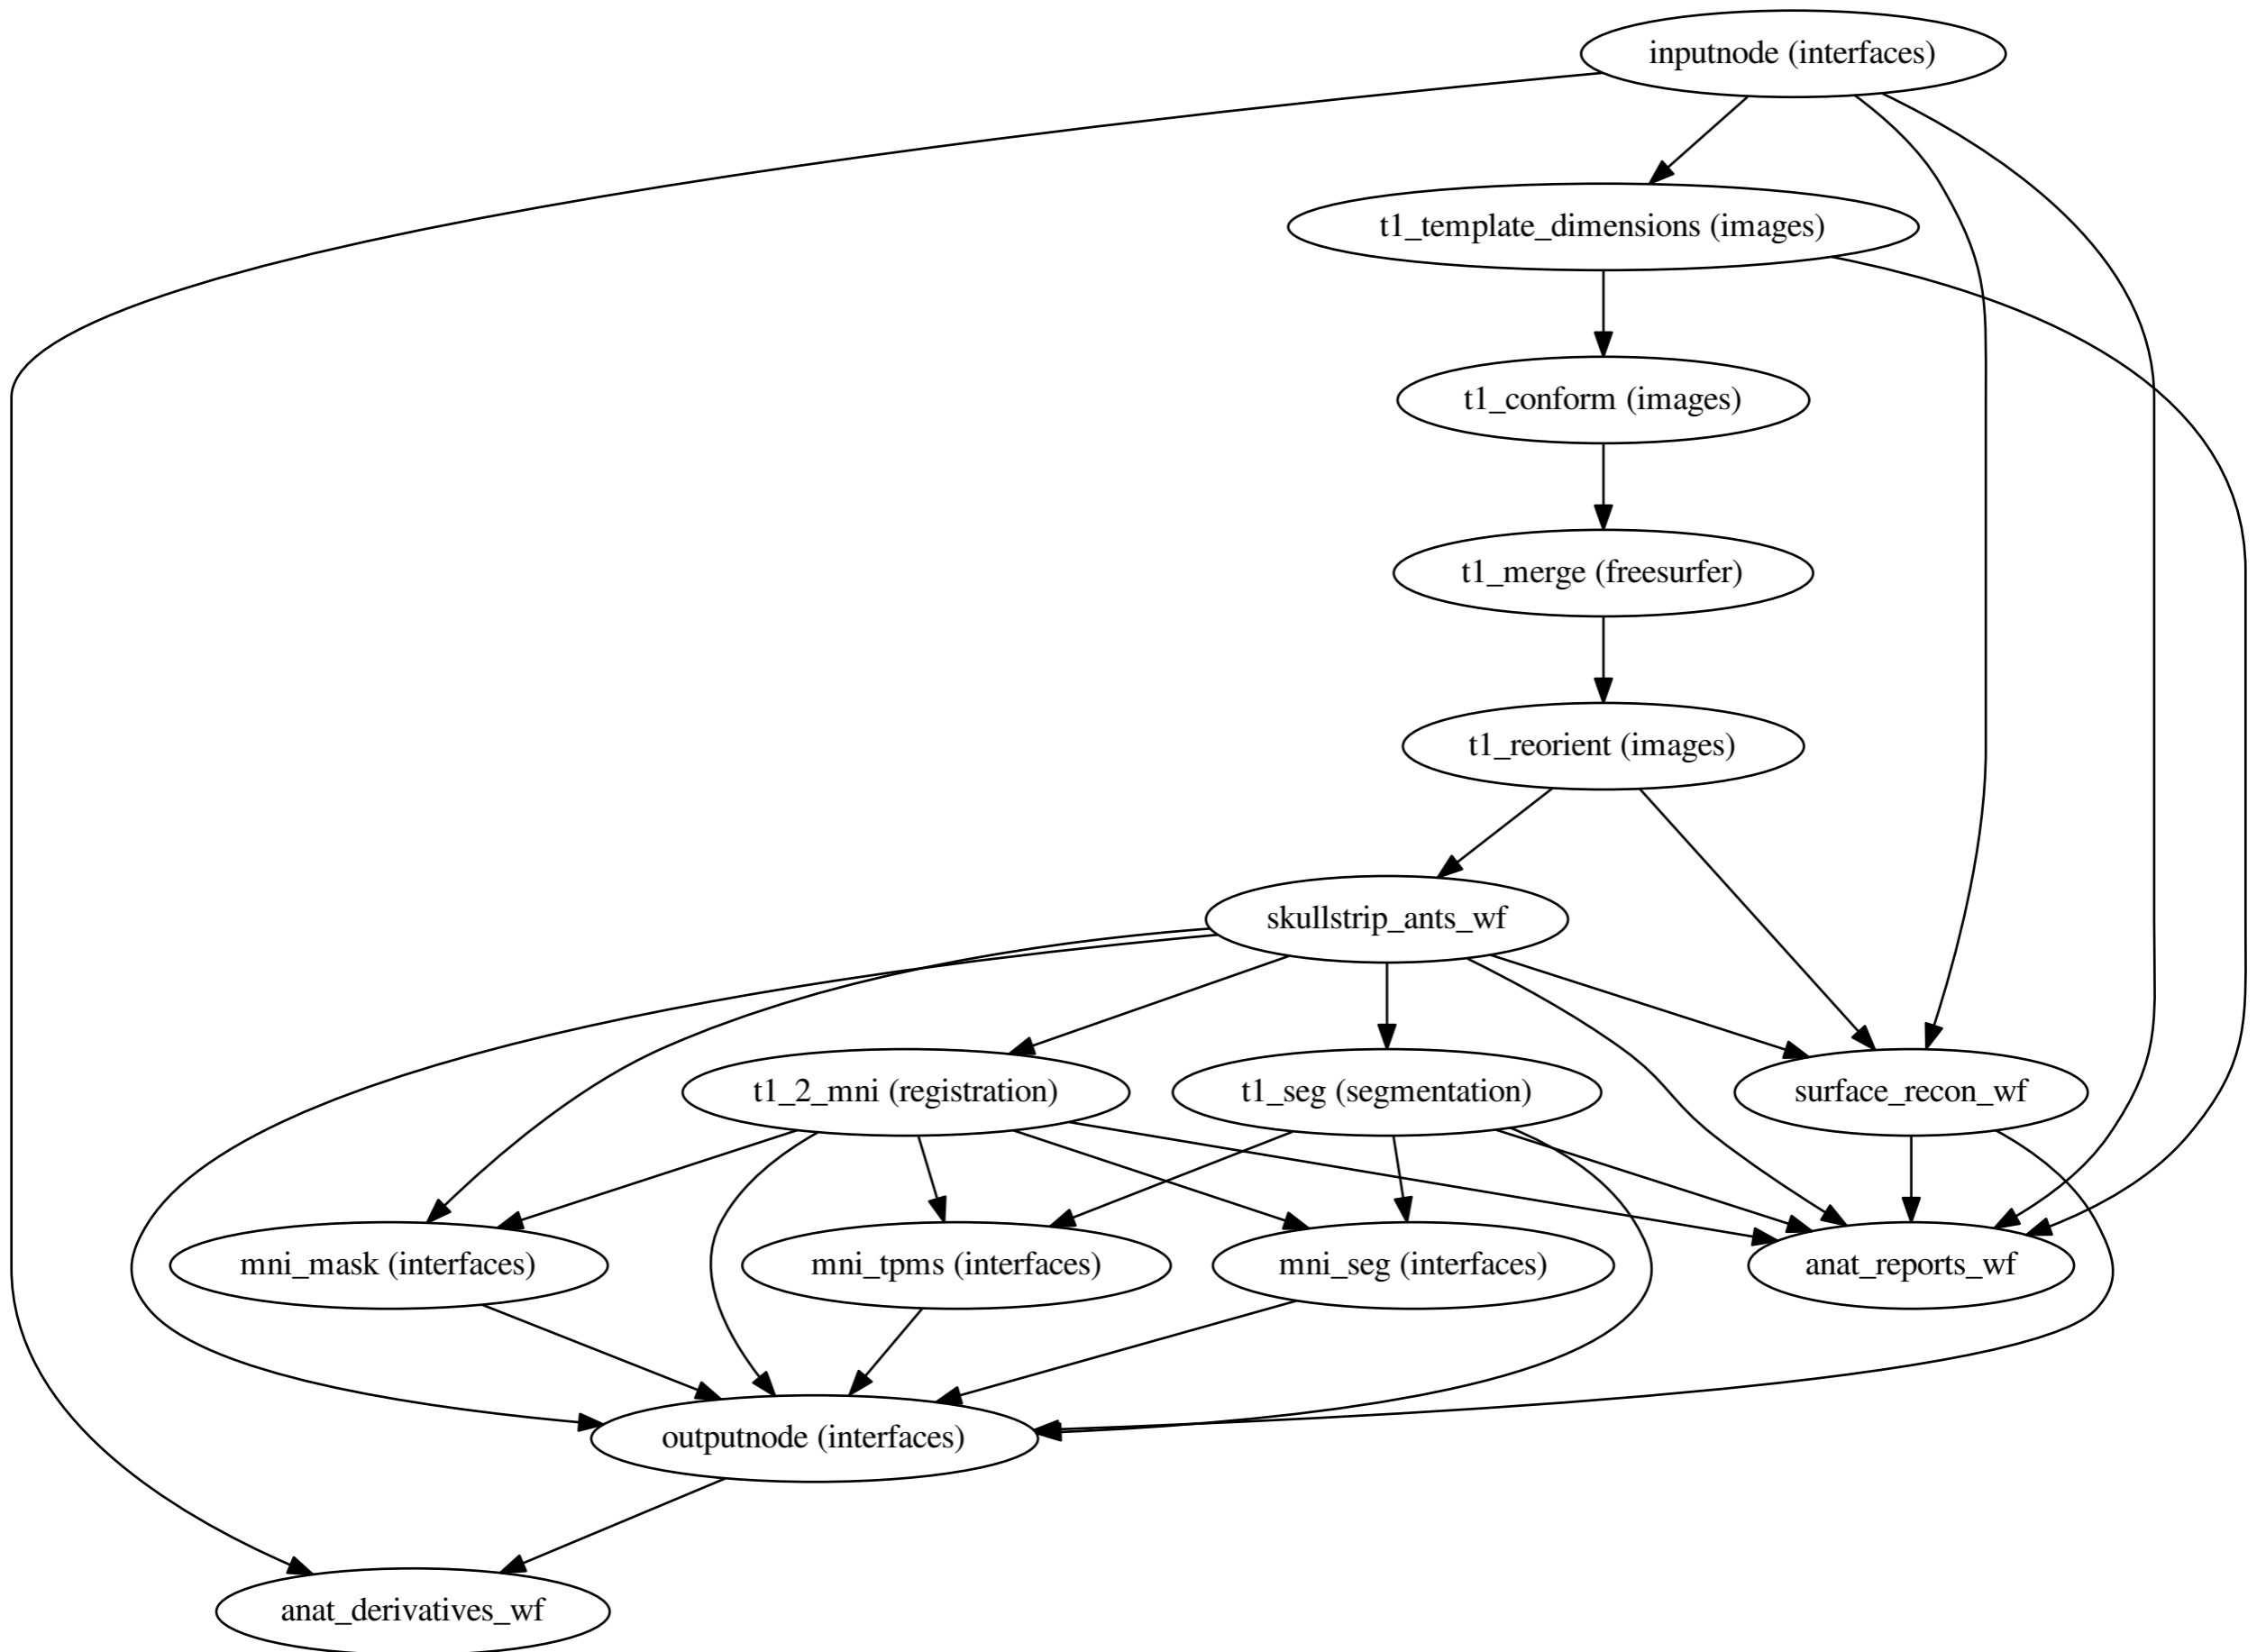 inputnode (interfaces)
t1_template_dimensions (images)
t1_conform (images)
t1_merge (freesurfer)
t1_reorient (images)
skullstrip_ants_wf
t1_2_mni (registration)
t1_seg (segmentation)
surface_recon_wf
mni_mask (interfaces)
mni_tpms (interfaces)
mni_seg (interfaces)
anat_reports_wf
outputnode (interfaces)
anat_derivatives_wf